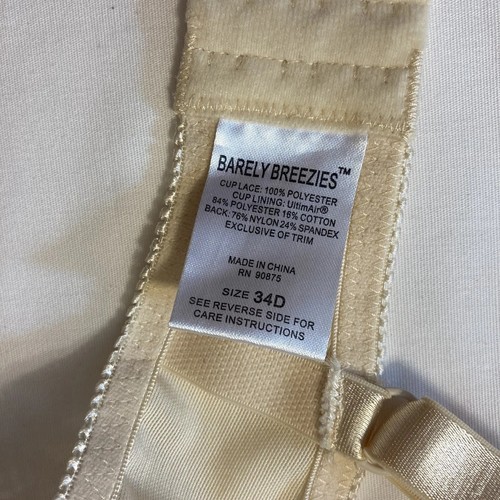 BARELY BREEZIES™
CUP LACE: 100% POLYESTER
CUP LINING: UltimAir®
84% POLYESTER 16% COTTON
BACK: 76% NYLON 24% SPANDEX
EXCLUSIVE OF TRIM
MADE IN CHINA
RN 90875
SIZE 34D
SEE REVERSE SIDE FOR
CARE INSTRUCTIONS